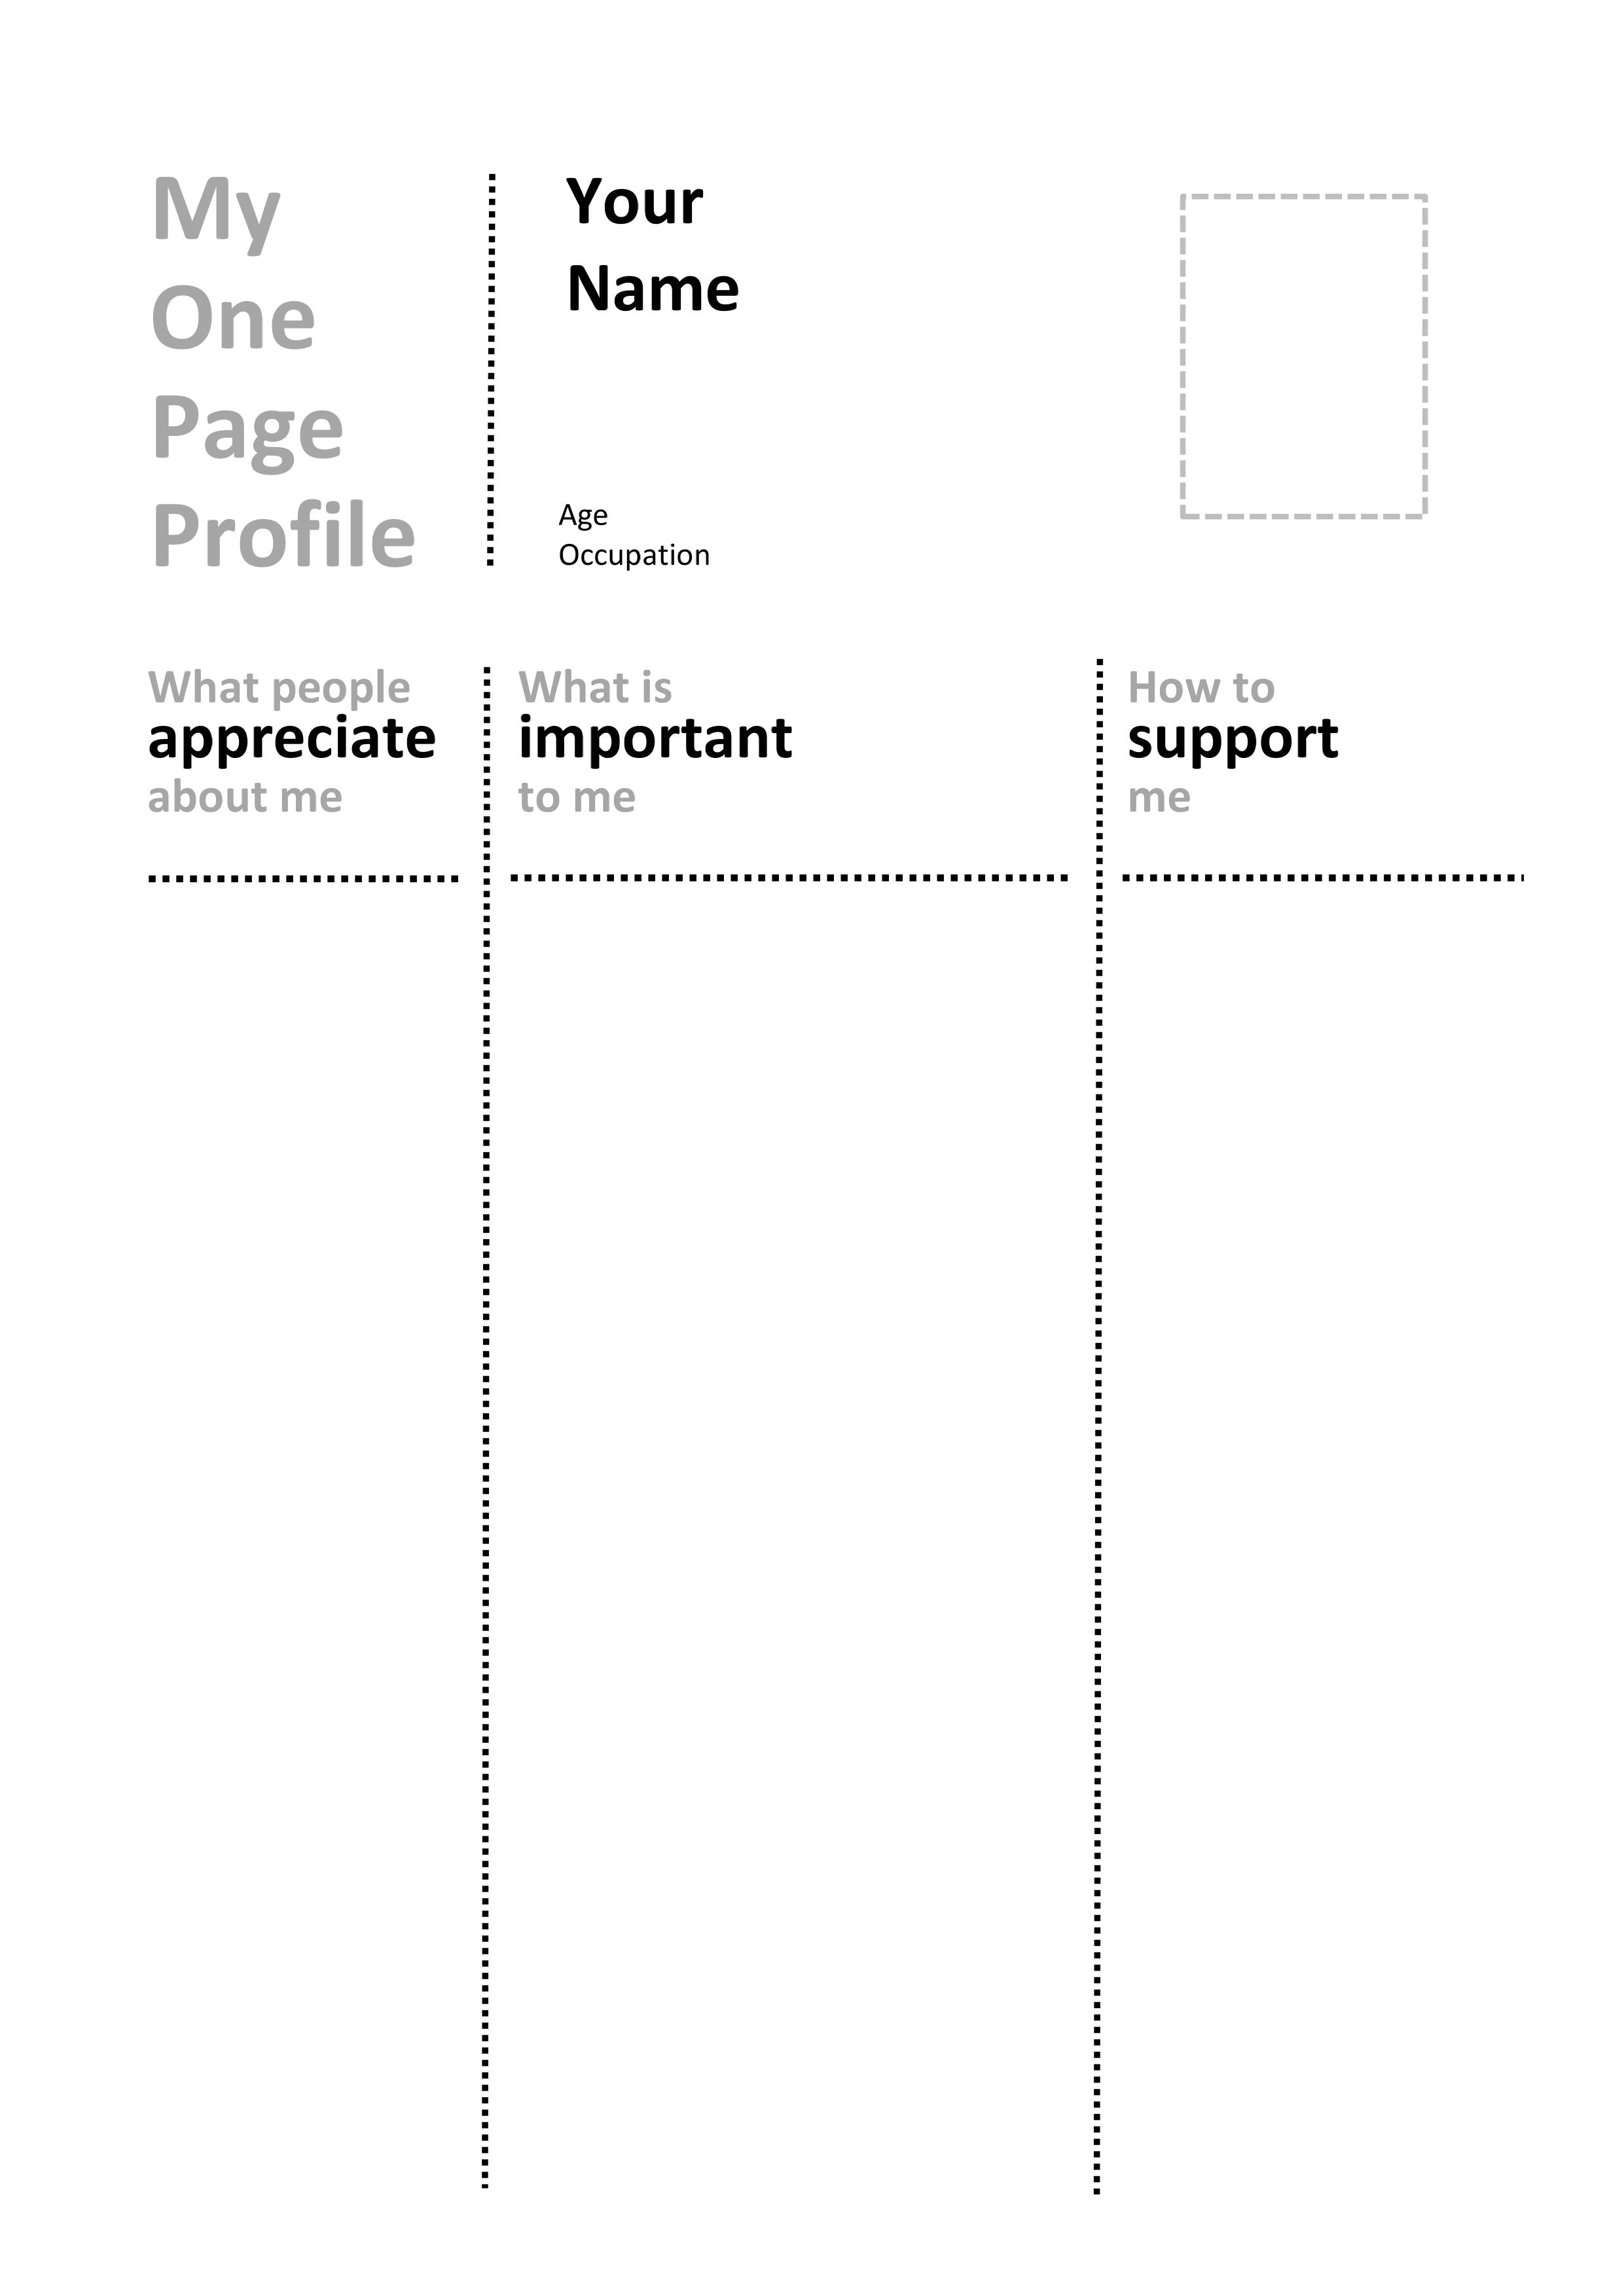 My
One
Page
Profile
Your
Name
Age
Occupation
What people
appreciate
about me
What is
important
to me
How to
support
me